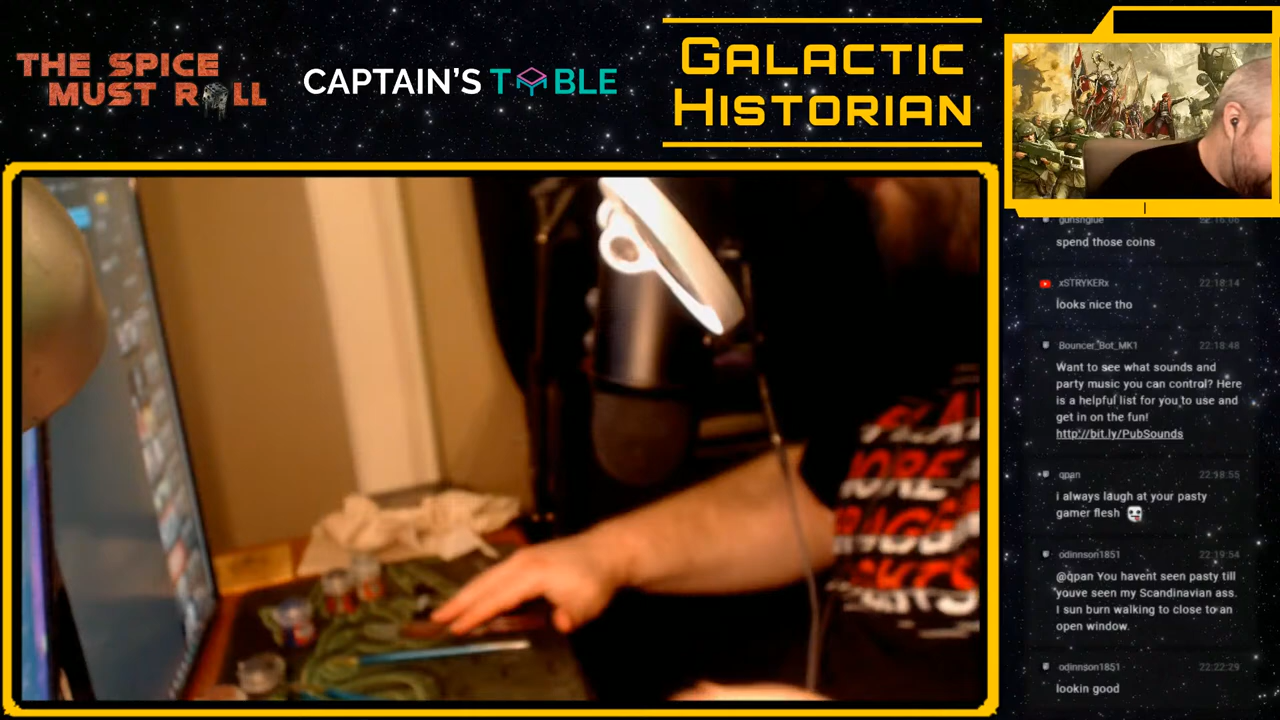 THE SPICE
MUST ROLL
CAPTAIN'S TABLE
GALACTIC
HISTORIAN
gunsnglue
spend those coins
xSTRYKERx 22:18:14
looks nice tho
Bouncer_Bot_MK1 22:18:48
Want to see what sounds and
party music you can control? Here
is a helpful list for you to use and
get in on the fun!
http://bit.ly/PubSounds
qpan 22:18:55
i always laugh at your pasty
gamer flesh
odinnson1851 22:19:54
@qpan You havent seen pasty till
youve seen my Scandinavian ass.
I sun burn walking to close to an
open window.
odinnson1851 22:22:29
lookin good